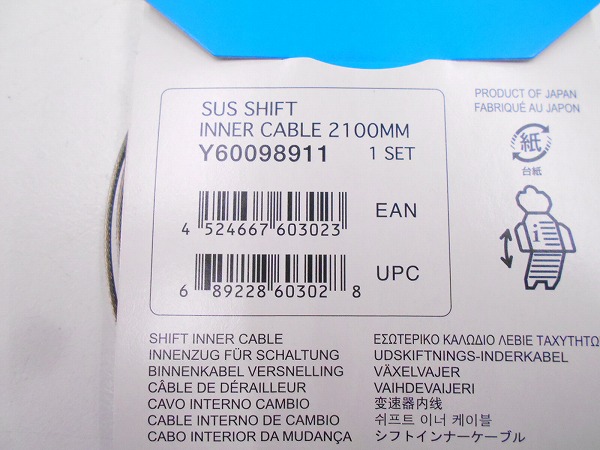 SUS SHIFT
INNER CABLE 2100MM
Y60098911 1 SET
4 524667 603023 EAN
6 89228 60302 8 UPC
PRODUCT OF JAPAN
FABRIQUÉ AU JAPON
紙
台紙
i
SHIFT INNER CABLE
INNENZUG FÜR SCHALTUNG
BINNENKABEL VERSNELLING
CÂBLE DE DÉRAILLEUR
CAVO INTERNO CAMBIO
CABLE INTERNO DE CAMBIO
CABO INTERIOR DA MUDANÇA
ΕΣΩΤΕΡΙΚΟ ΚΑΛΩΔΙΟ ΛΕΒΙΕ ΤΑΧΥΤΗΤΩ
UDSKIFTNINGS-INDERKABEL
VÄXELVAJER
VAIHDEVAIJERI
变速器内线
쉬프트 이너 케이블
シフトインナーケーブル